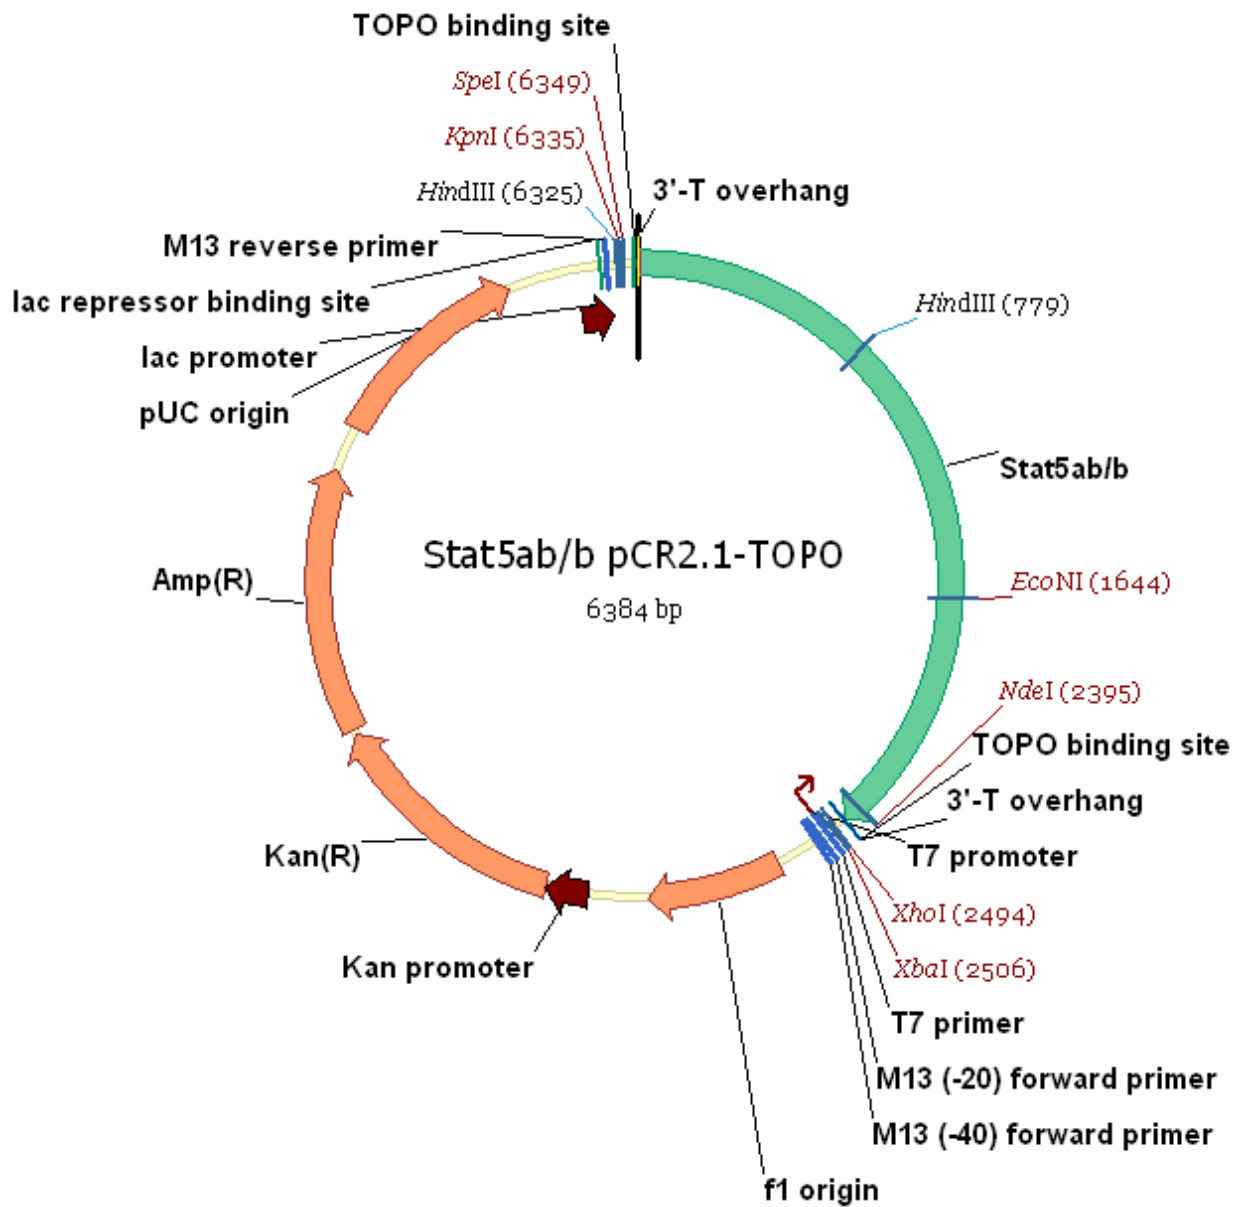 TOPO binding site
SpeI (6349)
KpnI (6335)
HindIII (6325)
3'-T overhang
M13 reverse primer
lac repressor binding site
HindIII (779)
lac promoter
pUC origin
Stat5ab/b
Stat5ab/b pCR2.1-TOPO
6384 bp
Amp(R)
EcoNI (1644)
NdeI (2395)
TOPO binding site
3'-T overhang
Kan(R)
T7 promoter
XhoI (2494)
Kan promoter
XbaI (2506)
T7 primer
M13 (-20) forward primer
M13 (-40) forward primer
f1 origin